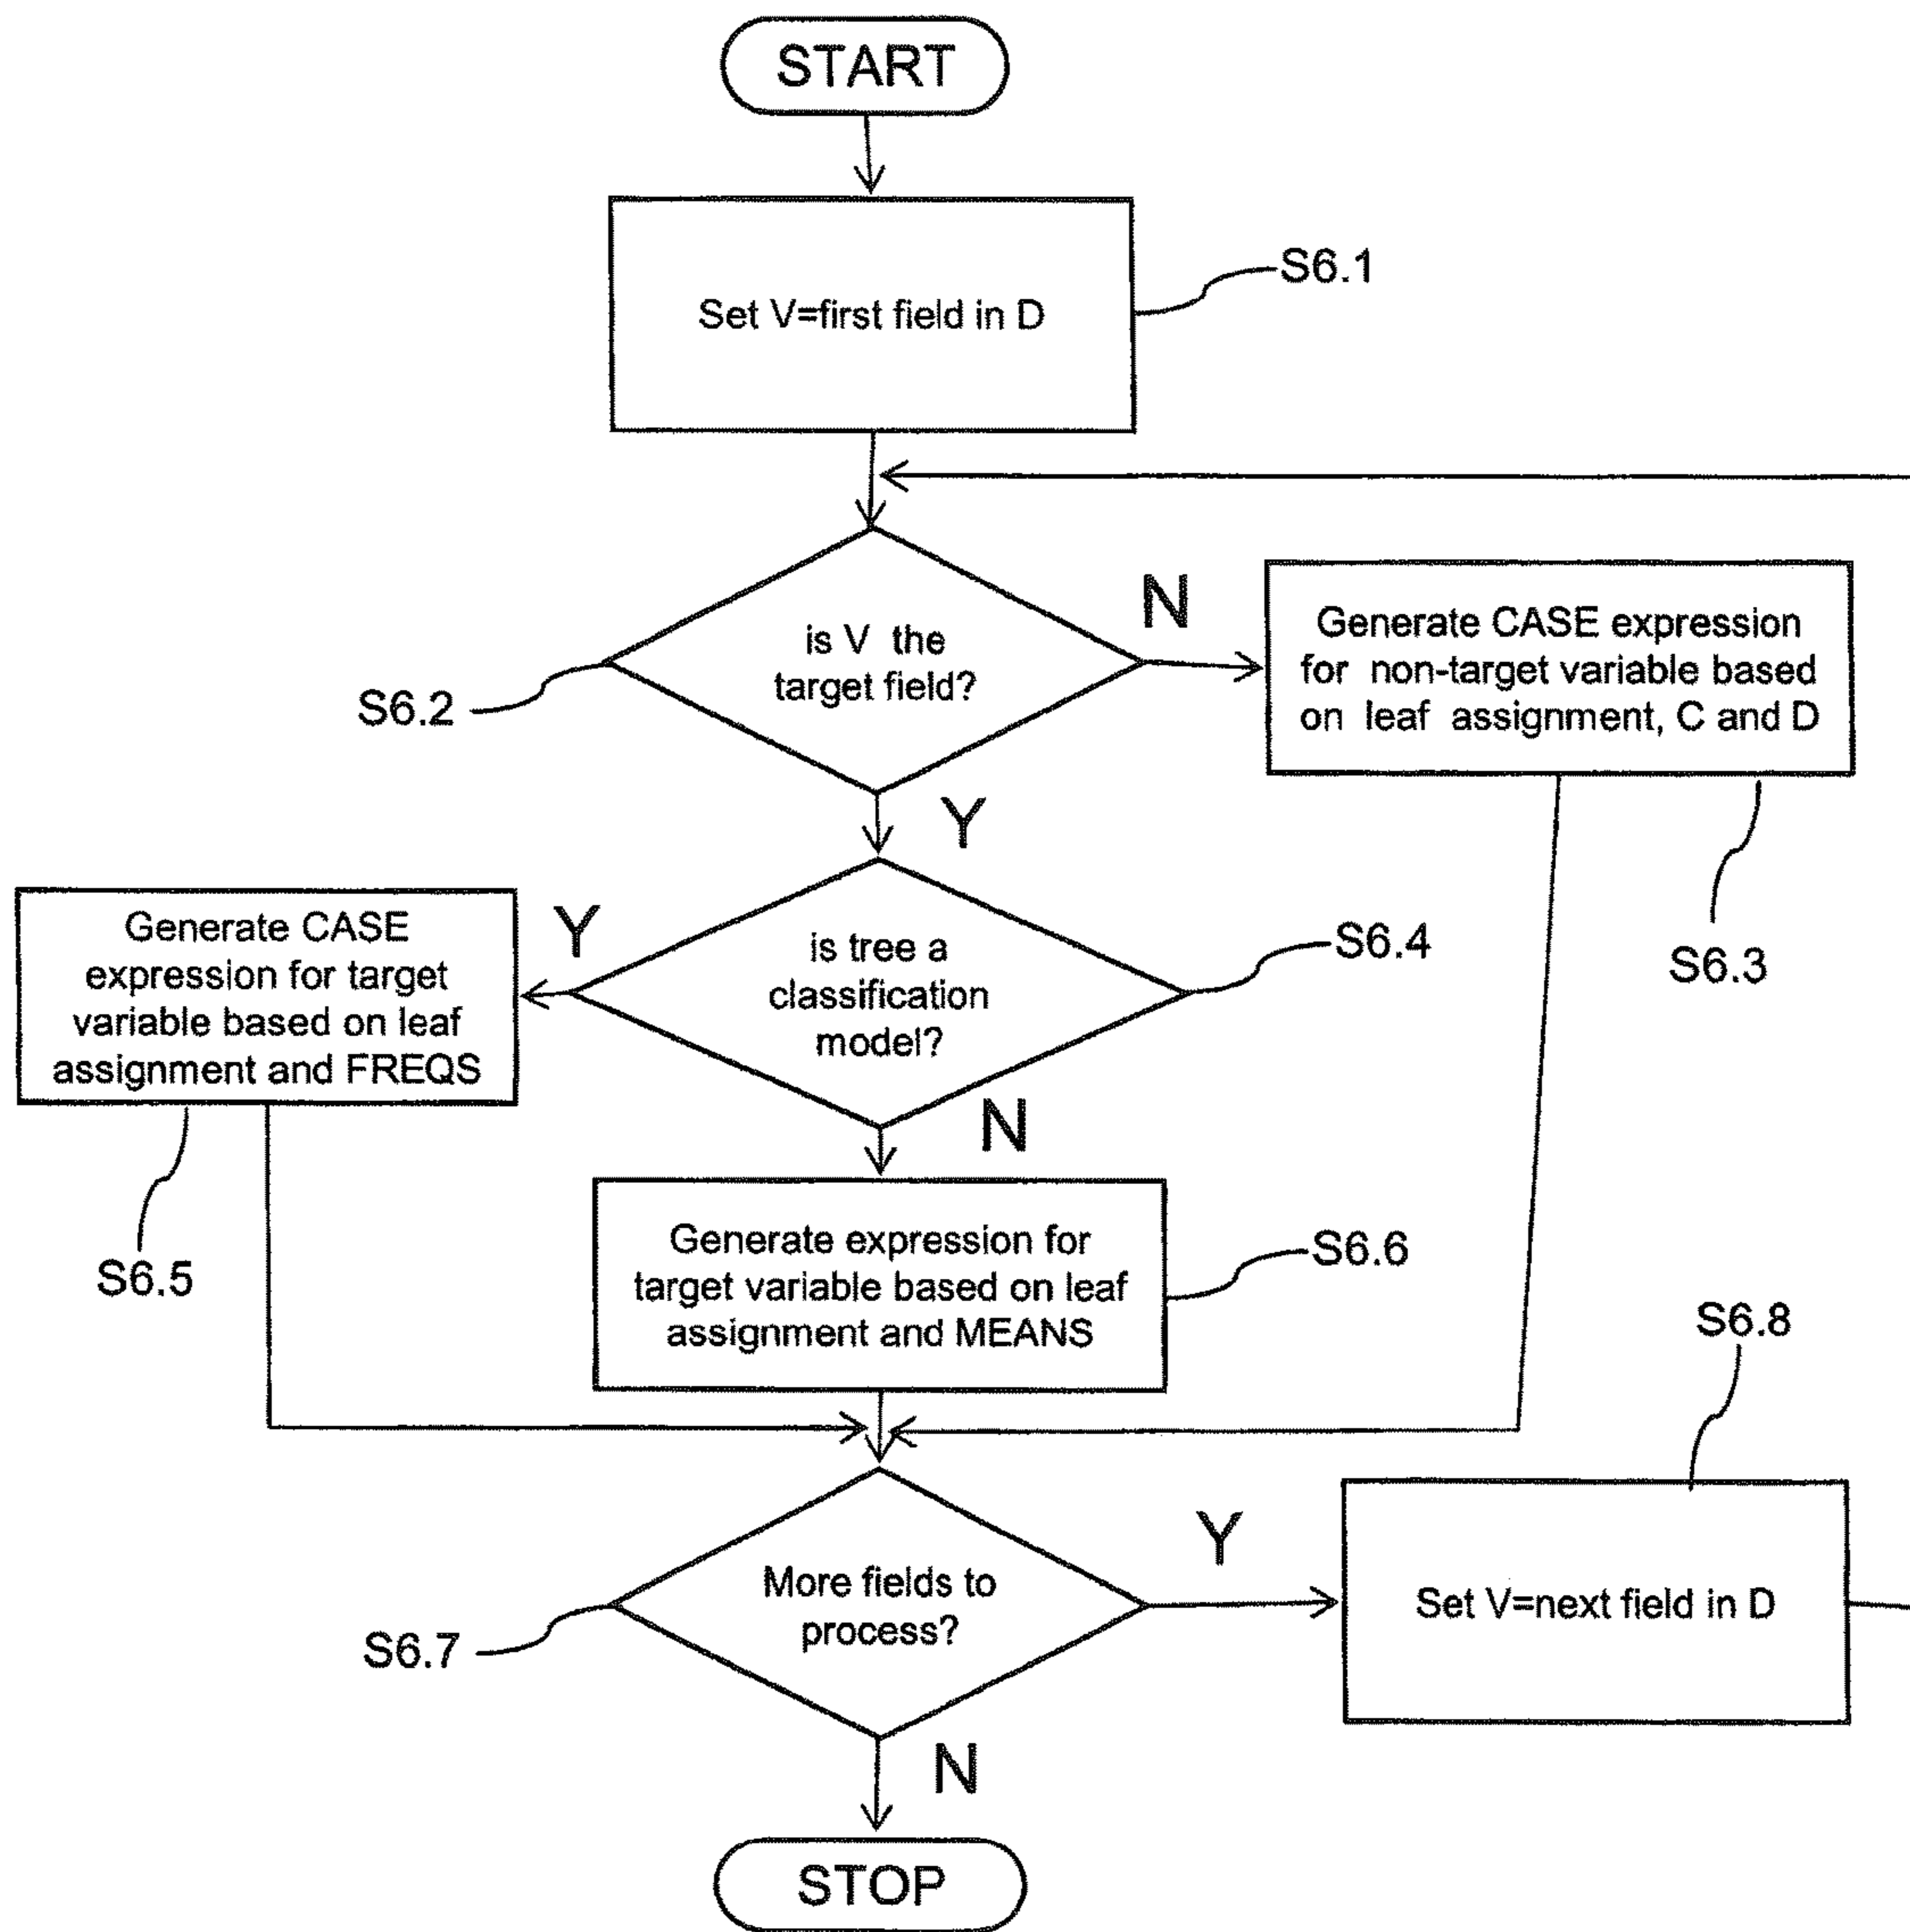 START
Set V=first field in D
S6.1
is V the
target field?
S6.2
N
Generate CASE expression
for non-target variable based
on leaf assignment, C and D
S6.3
Y
is tree a
classification
model?
S6.4
Y
Generate CASE
expression for target
variable based on leaf
assignment and FREQS
S6.5
N
Generate expression for
target variable based on leaf
assignment and MEANS
S6.6
More fields to
process?
S6.7
Y
Set V=next field in D
S6.8
N
STOP